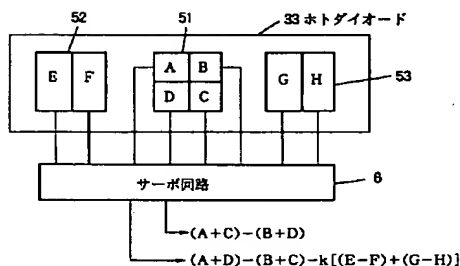 52
51
33 ホトダイオード
E F
A B
D C
G H
53
サーボ回路
6
(A+C)-(B+D)
(A+D)-(B+C)-k[(E-F)+(G-H)]